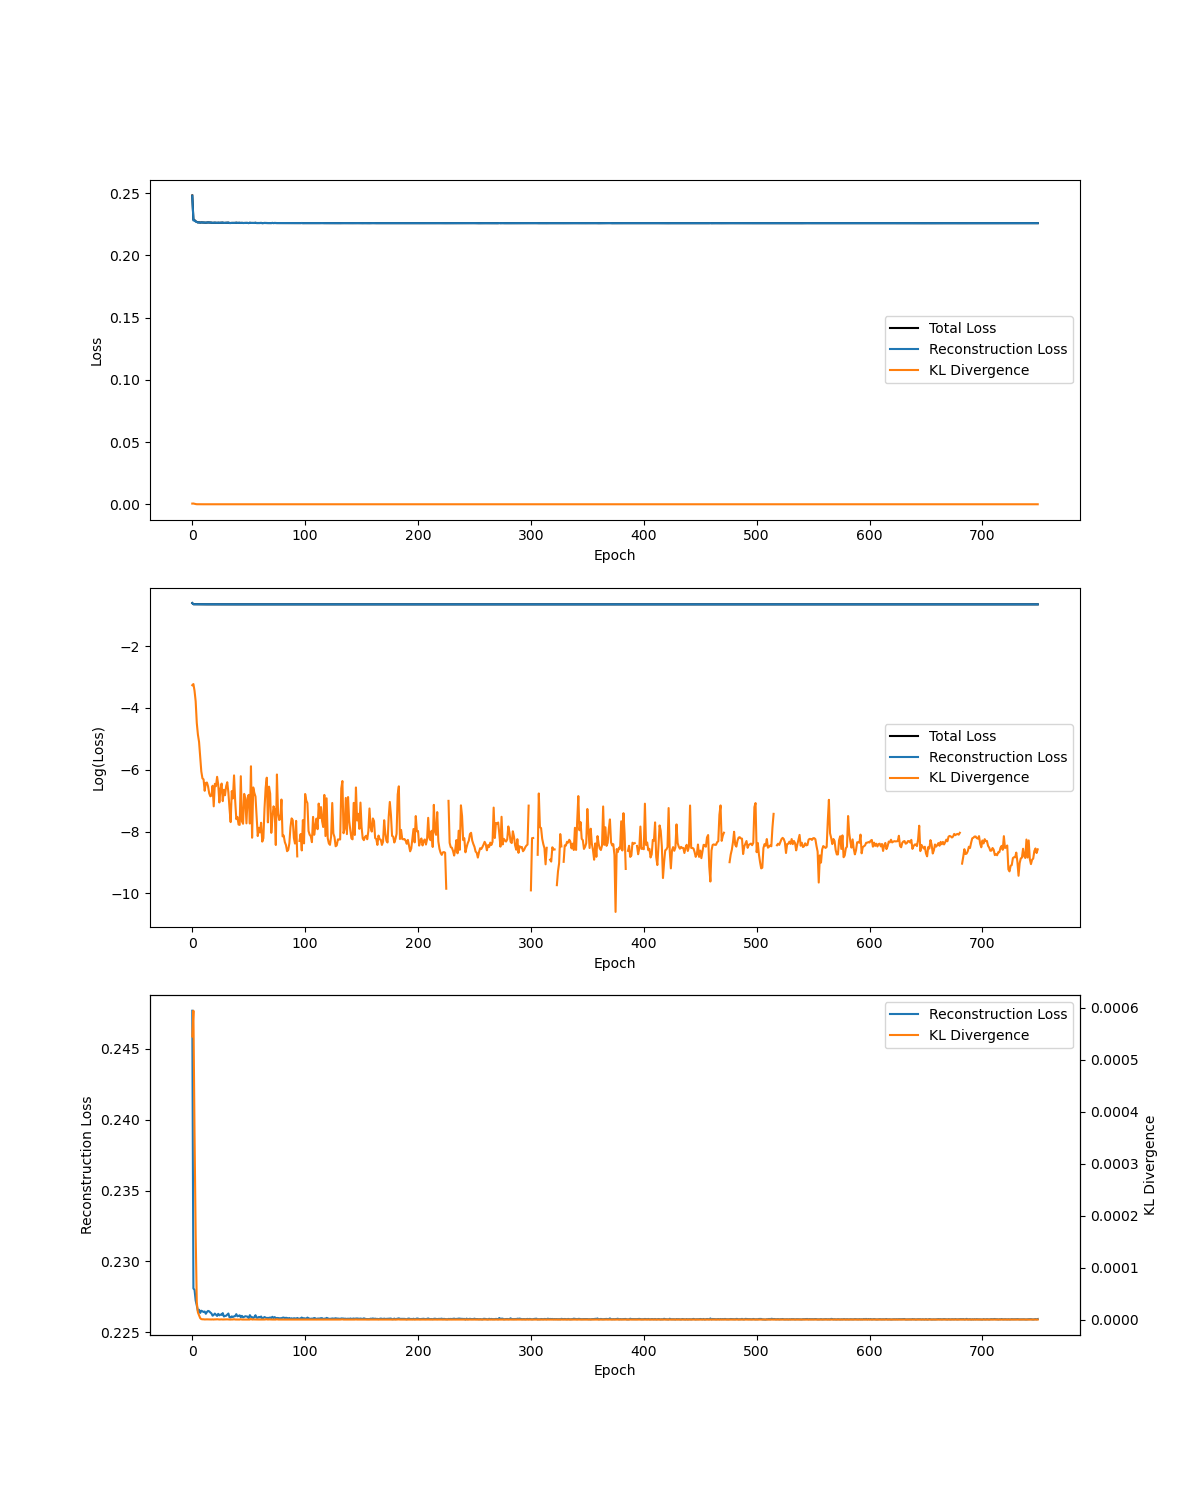 0.25
0.20
0.15
0.10
0.05
0.00
Loss
Total Loss
Reconstruction Loss
KL Divergence
0 100 200 300 400 500 600 700
Epoch
−2
−4
−6
−8
−10
Log(Loss)
Total Loss
Reconstruction Loss
KL Divergence
0 100 200 300 400 500 600 700
Epoch
0.245
0.240
0.235
0.230
0.225
Reconstruction Loss
Reconstruction Loss
KL Divergence
0.0006
0.0005
0.0004
0.0003
0.0002
0.0001
0.0000
KL Divergence
0 100 200 300 400 500 600 700
Epoch